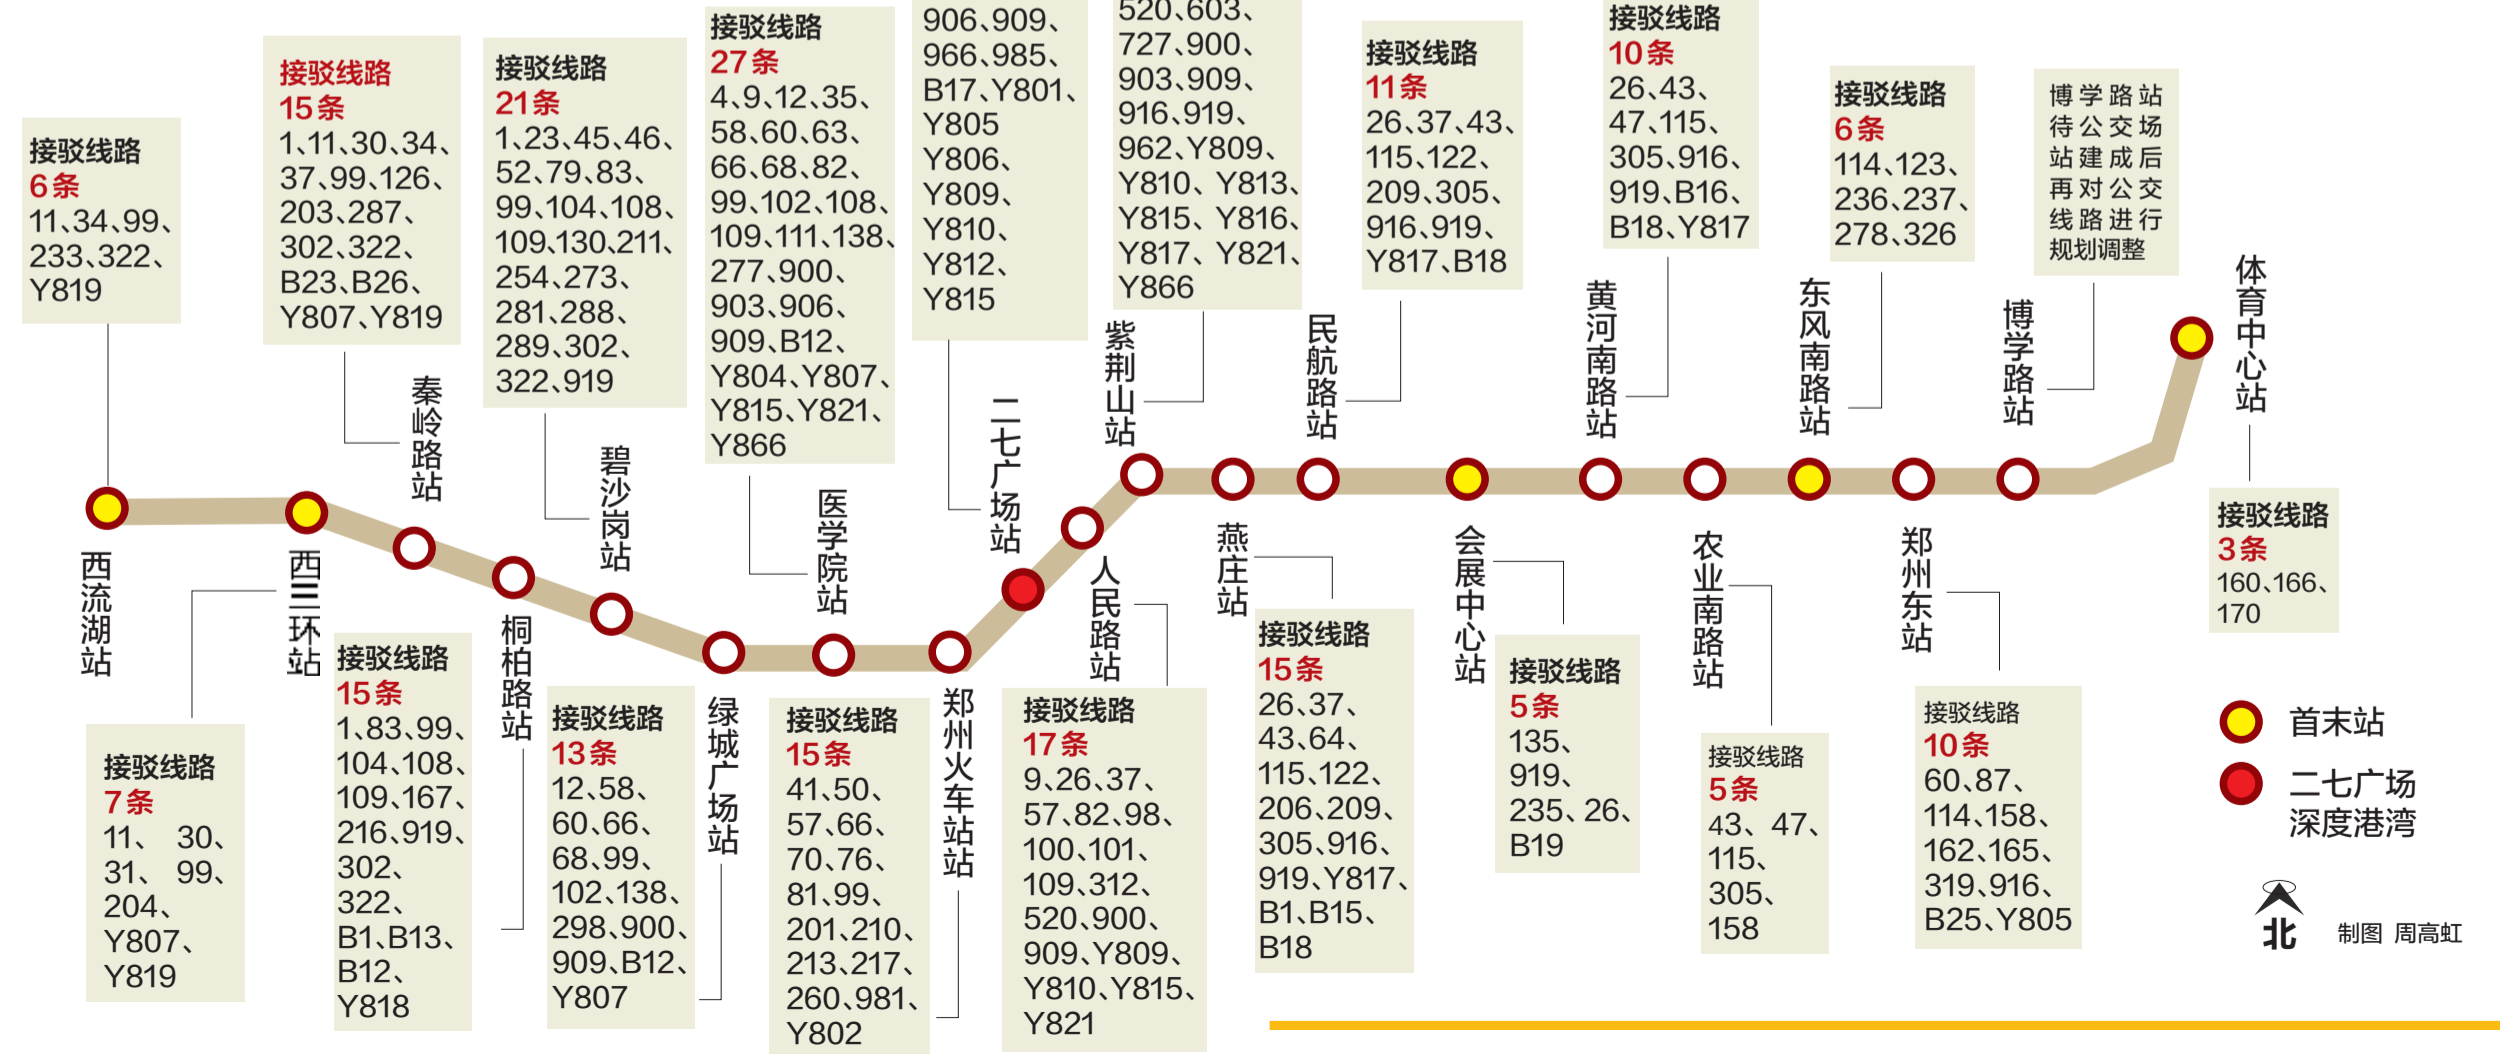 接驳线路
6条
11、34、99、
233、322、
Y819
西流湖站
接驳线路
7条
11、 30、
31、 99、
204、
Y807、
Y819
西三环站
接驳线路
15条
1、11、30、34、
37、99、126、
203、287、
302、322、
B23、B26、
Y807、Y819
秦岭路站
接驳线路
15条
1、83、99、
104、108、
109、167、
216、919、
302、
322、
B1、B13、
B12、
Y818
桐柏路站
接驳线路
21条
1、23、45、46、
52、79、83、
99、104、108、
109、130、211、
254、273、
281、288、
289、302、
322、919
碧沙岗站
接驳线路
13条
12、58、
60、66、
68、99、
102、138、
298、900、
909、B12、
Y807
绿城广场站
接驳线路
27条
4、9、12、35、
58、60、63、
66、68、82、
99、102、108、
109、111、138、
277、900、
903、906、
909、B12、
Y804、Y807、
Y815、Y821、
Y866
医学院站
接驳线路
15条
41、50、
57、66、
70、76、
81、99、
201、210、
213、217、
260、981、
Y802
郑州火车站站
906、909、
966、985、
B17、Y801、
Y805
Y806、
Y809、
Y810、
Y812、
Y815
二七广场站
接驳线路
17条
9、26、37、
57、82、98、
100、101、
109、312、
520、900、
909、Y809、
Y810、Y815、
Y821
人民路站
520、603、
727、900、
903、909、
916、919、
962、Y809、
Y810、Y813、
Y815、Y816、
Y817、Y821、
Y866
紫荆山站
燕庄站
接驳线路
15条
26、37、
43、64、
115、122、
206、209、
305、916、
919、Y817、
B1、B15、
B18
接驳线路
11条
26、37、43、
115、122、
209、305、
916、919、
Y817、B18
民航路站
会展中心站
接驳线路
5条
135、
919、
235、26、
B19
接驳线路
10条
26、43、
47、115、
305、916、
919、B16、
B18、Y817
黄河南路站
农业南路站
接驳线路
5条
43、47、
115、
305、
158
接驳线路
6条
114、123、
236、237、
278、326
东风南路站
郑州东站
接驳线路
10条
60、87、
114、158、
162、165、
319、916、
B25、Y805
博学路站
待公交场
站建成后
再对公交
线路进行
规划调整
博学路站
体育中心站
接驳线路
3条
160、166、
170
首末站
二七广场
深度港湾
北
制图 周高虹